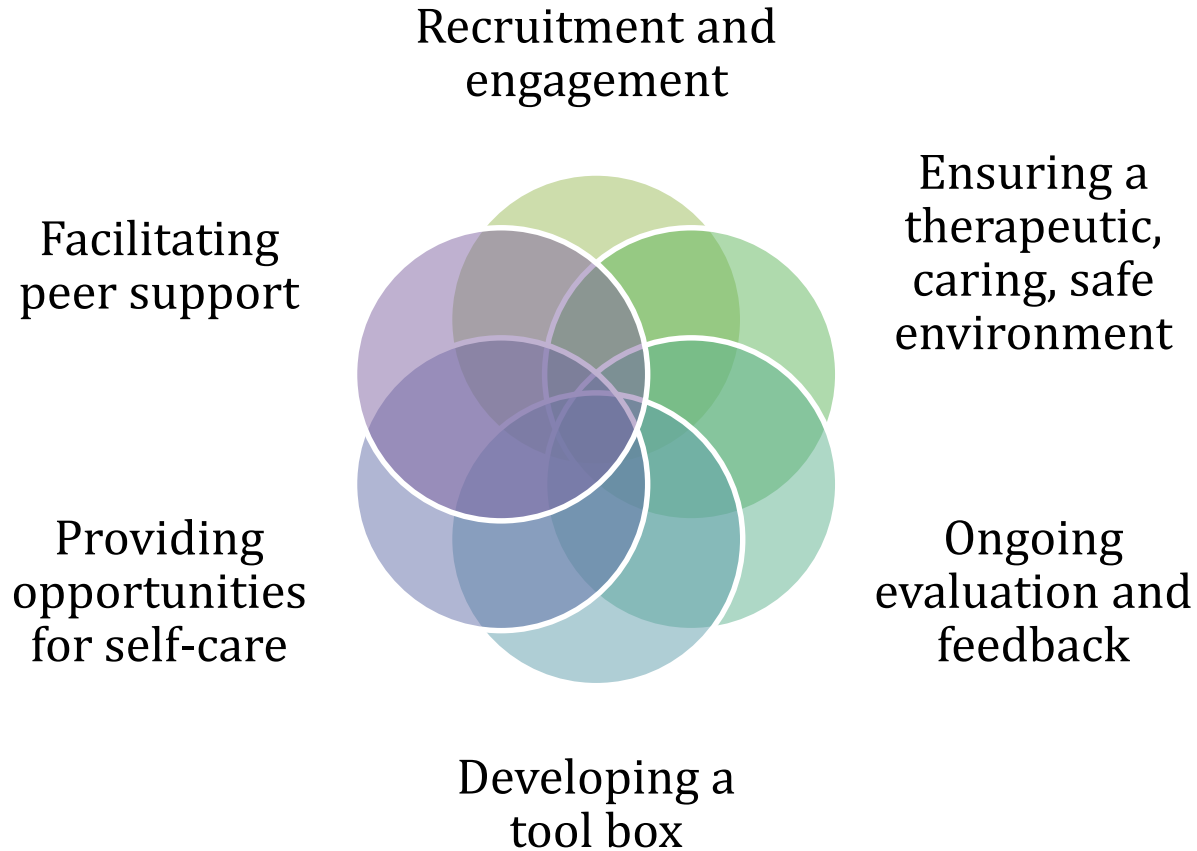 Recruitment and
engagement
Ensuring a
therapeutic,
caring, safe
environment
Ongoing
evaluation and
feedback
Developing a
tool box
Providing
opportunities
for self-care
Facilitating
peer support